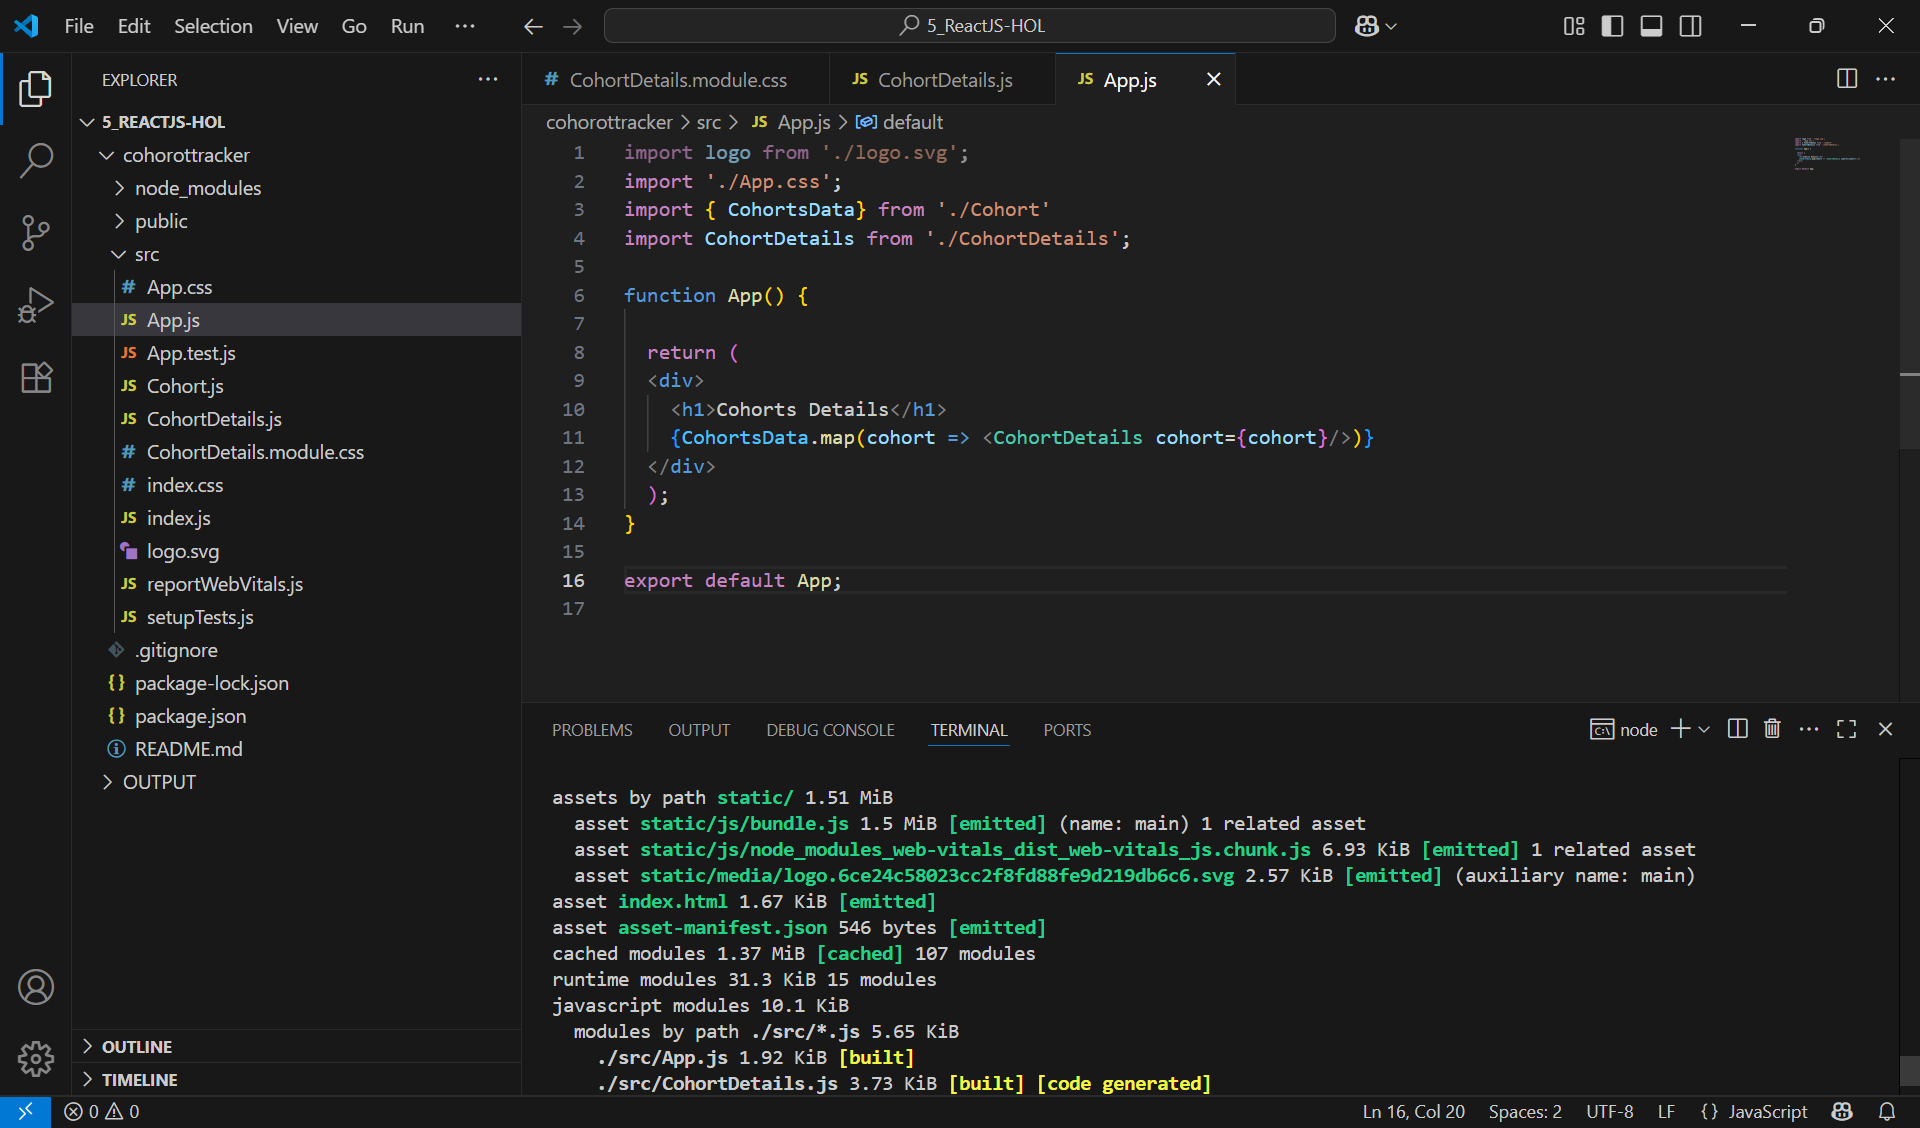 File Edit Selection View Go Run ···
5_ReactJS-HOL
EXPLORER
5_REACTJS-HOL
cohorottracker
node_modules
public
src
# App.css
JS App.js
JS App.test.js
JS Cohort.js
JS CohortDetails.js
# CohortDetails.module.css
# index.css
JS index.js
logo.svg
JS reportWebVitals.js
JS setupTests.js
.gitignore
{} package-lock.json
{} package.json
README.md
OUTPUT
OUTLINE
TIMELINE
# CohortDetails.module.css JS CohortDetails.js JS App.js
cohorottracker > src > JS App.js > default
1 import logo from './logo.svg';
2 import './App.css';
3 import { CohortsData} from './Cohort'
4 import CohortDetails from './CohortDetails';
5
6 function App() {
7
8 return (
9 <div>
10 <h1>Cohorts Details</h1>
11 {CohortsData.map(cohort => <CohortDetails cohort={cohort}/>)}
12 </div>
13 );
14 }
15
16 export default App;
17
PROBLEMS OUTPUT DEBUG CONSOLE TERMINAL PORTS
node
assets by path static/ 1.51 MiB
asset static/js/bundle.js 1.5 MiB [emitted] (name: main) 1 related asset
asset static/js/node_modules_web-vitals_dist_web-vitals_js.chunk.js 6.93 KiB [emitted] 1 related asset
asset static/media/logo.6ce24c58023cc2f8fd88fe9d219db6c6.svg 2.57 KiB [emitted] (auxiliary name: main)
asset index.html 1.67 KiB [emitted]
asset asset-manifest.json 546 bytes [emitted]
cached modules 1.37 MiB [cached] 107 modules
runtime modules 31.3 KiB 15 modules
javascript modules 10.1 KiB
modules by path ./src/*.js 5.65 KiB
./src/App.js 1.92 KiB [built]
./src/CohortDetails.js 3.73 KiB [built] [code generated]
0 0
Ln 16, Col 20 Spaces: 2 UTF-8 LF {} JavaScript